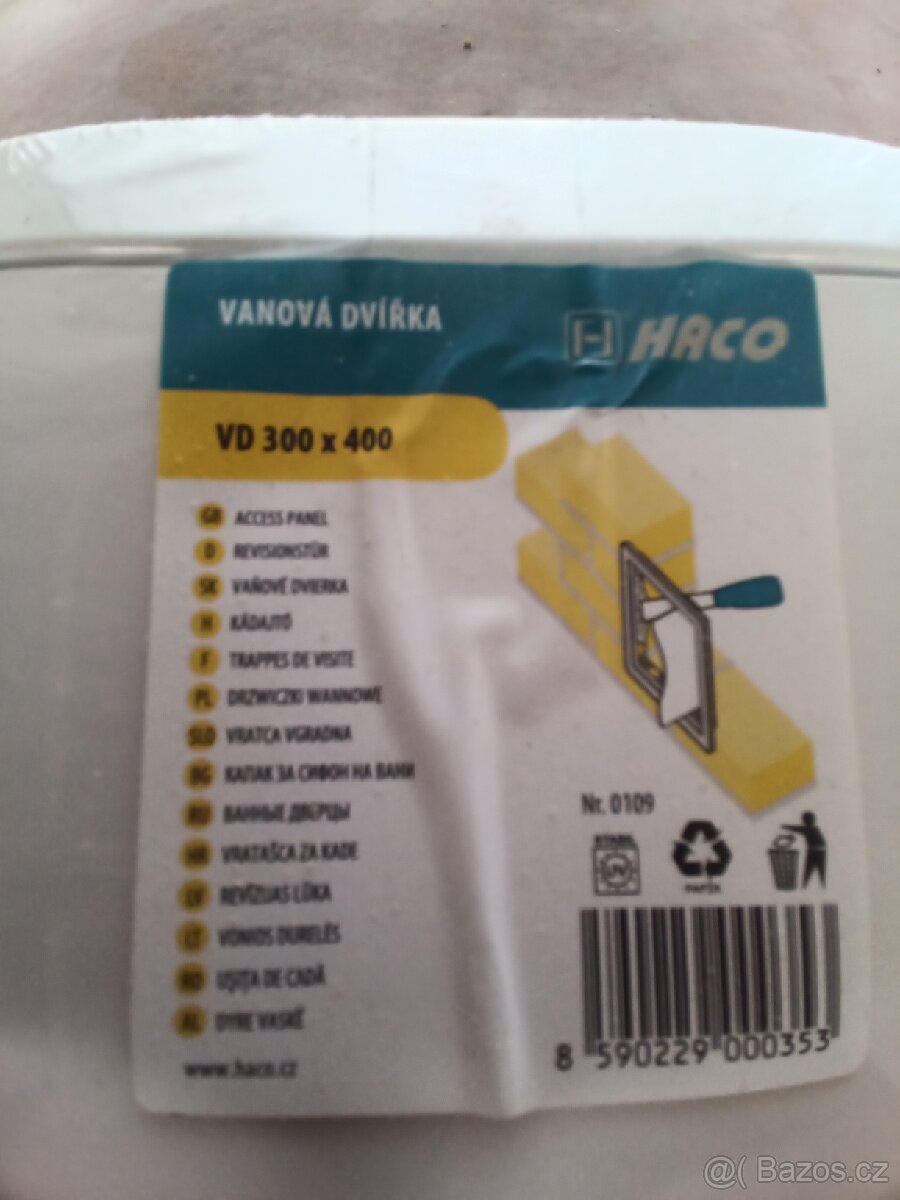 VANOVÁ DVÍŘKA
HACO
VD 300 x 400
GB ACCESS PANEL
D REVISIONSTÜR
SK VAŇOVÉ DVIERKA
H KÁDAJTÓ
F TRAPPES DE VISITE
PL DRZWICZKI WANNOWE
SLO VRATCA VGRADNA
BG КАПАК ЗА СИФОН НА ВАНИ
RU ВАННЫЕ ДВЕРЦЫ
HR VRATAŠCA ZA KADE
LV REVĪZIJAS LŪKA
LT VONIOS DURELĖS
RO UŞIŢA DE CADĂ
AL DYRE VASKË
www.haco.cz
Nr. 0109
STABIL
UV
PAPÍR
8 590229 000353
@( Bazos.cz